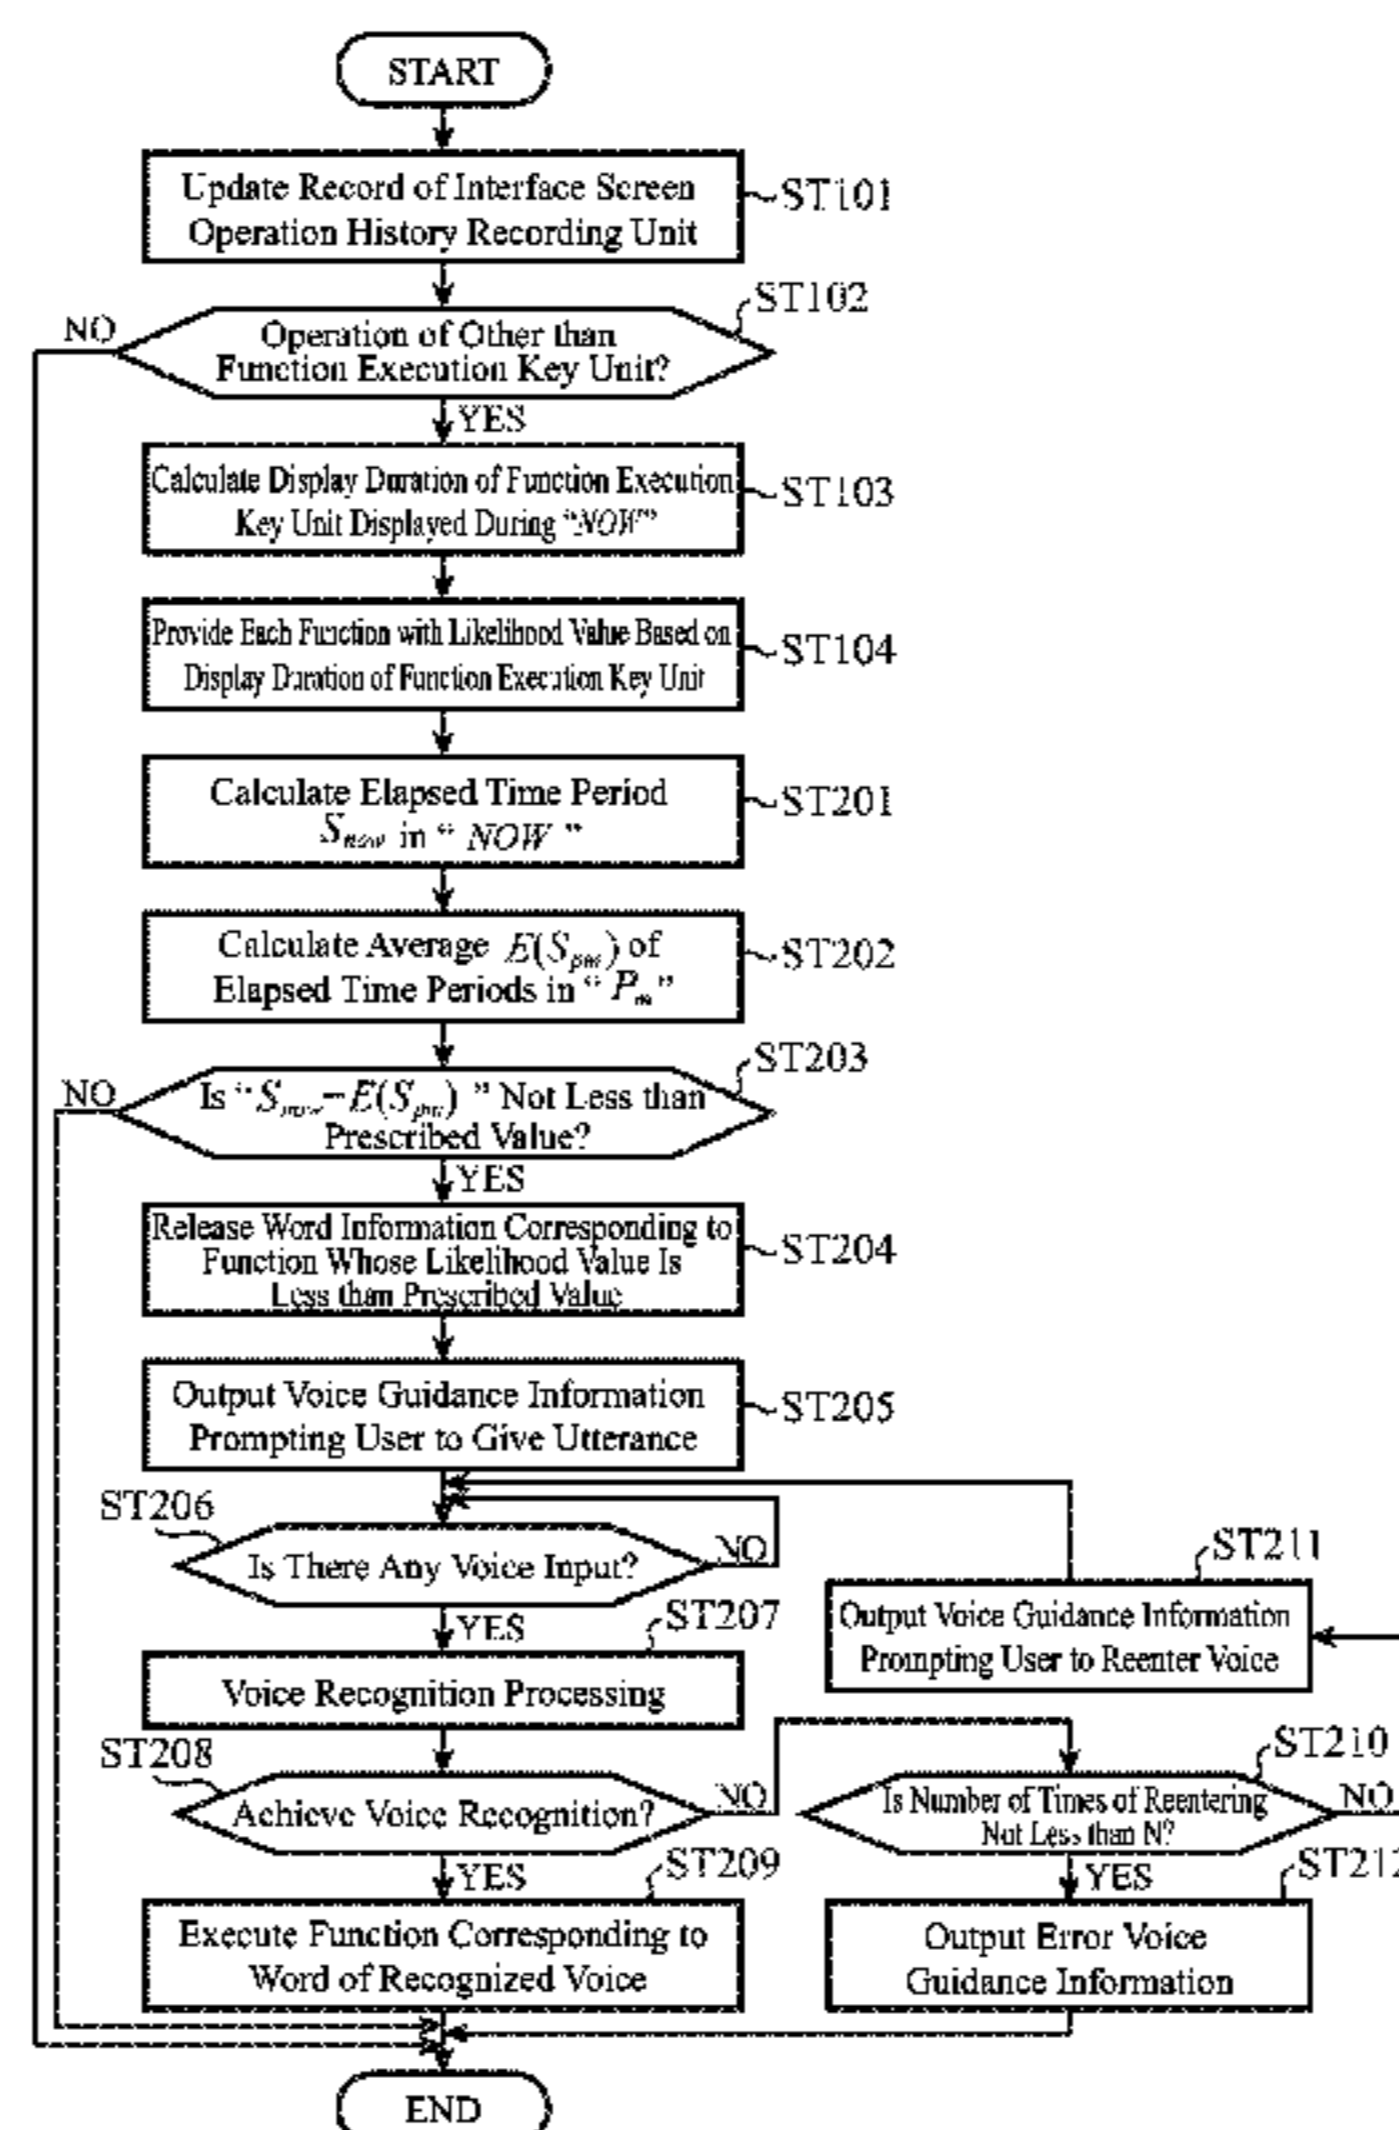 START
Update Record of Interface Screen
Operation History Recording Unit
ST101
ST102
NO
Operation of Other than
Function Execution Key Unit?
YES
Calculate Display Duration of Function Execution
Key Unit Displayed During "NOW"
ST103
Provide Each Function with Likelihood Value Based on
Display Duration of Function Execution Key Unit
ST104
Calculate Elapsed Time Period
S_now in " NOW "
ST201
Calculate Average E(S_pm) of
Elapsed Time Periods in " P_m "
ST202
ST203
NO
Is "S_now−E(S_pm) " Not Less than
Prescribed Value?
YES
Release Word Information Corresponding to
Function Whose Likelihood Value Is
Less than Prescribed Value
ST204
Output Voice Guidance Information
Prompting User to Give Utterance
ST205
ST206
Is There Any Voice Input?
NO
YES
ST207
Voice Recognition Processing
ST211
Output Voice Guidance Information
Prompting User to Reenter Voice
ST208
Achieve Voice Recognition?
NO
YES
ST210
Is Number of Times of Reentering
Not Less than N?
NO
YES
ST209
Execute Function Corresponding to
Word of Recognized Voice
ST212
Output Error Voice
Guidance Information
END